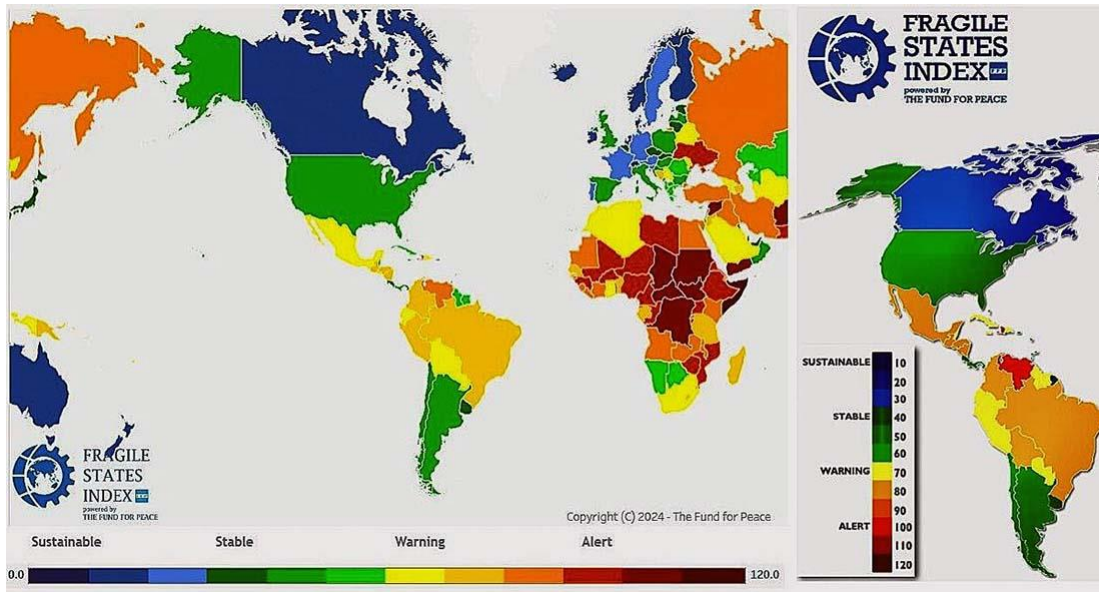 FRAGILE
STATES
INDEX FFP
powered by
THE FUND FOR PEACE
Copyright (C) 2024 - The Fund for Peace
Sustainable Stable Warning Alert
0.0 120.0
FRAGILE
STATES
INDEX FFP
powered by
THE FUND FOR PEACE
SUSTAINABLE 10
20
30
STABLE 40
50
60
WARNING 70
80
90
ALERT 100
110
120